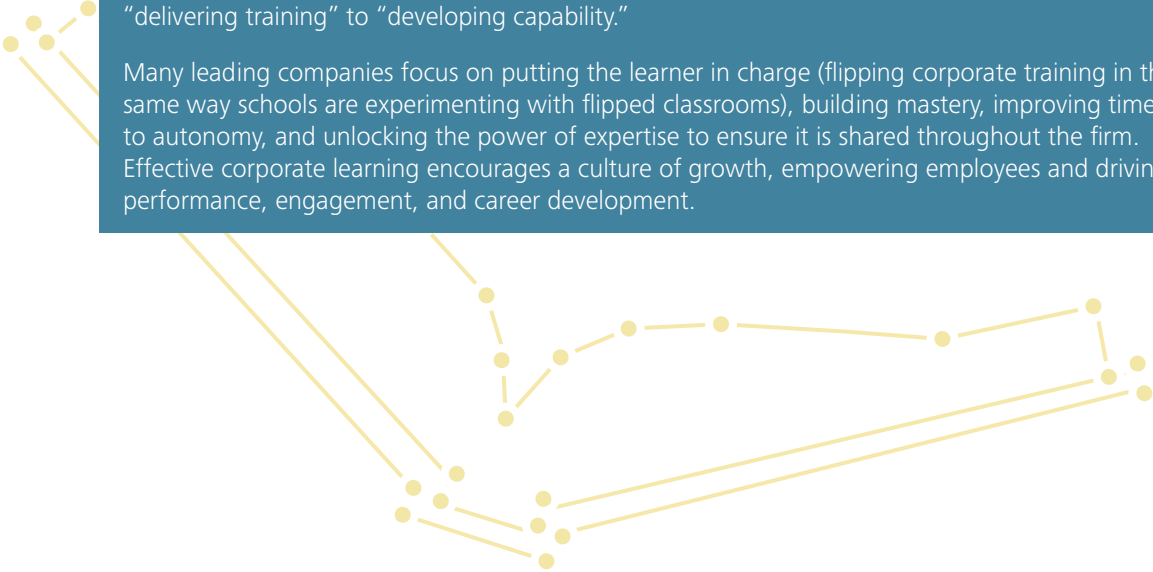 “delivering training” to “developing capability.”
Many leading companies focus on putting the learner in charge (flipping corporate training in th
same way schools are experimenting with flipped classrooms), building mastery, improving time
to autonomy, and unlocking the power of expertise to ensure it is shared throughout the firm.
Effective corporate learning encourages a culture of growth, empowering employees and drivin
performance, engagement, and career development.